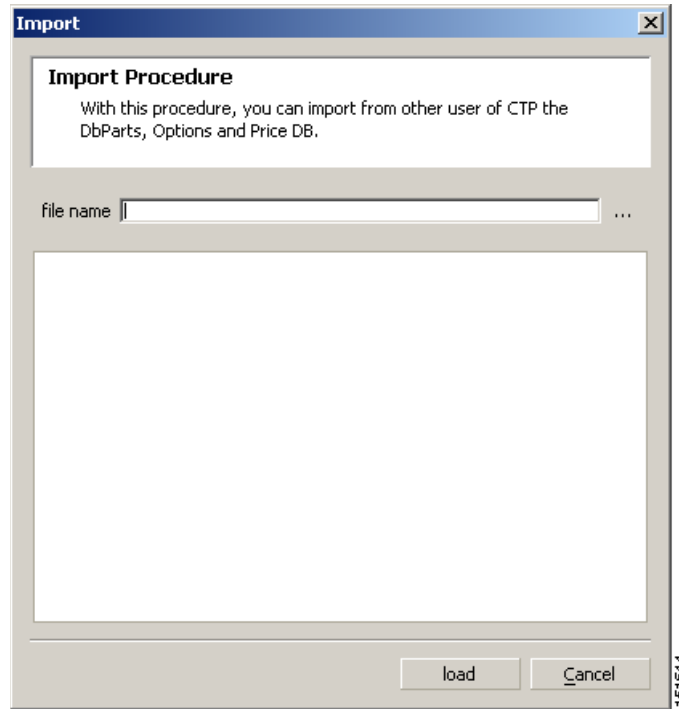 Import
Import Procedure
With this procedure, you can import from other user of CTP the
DbParts, Options and Price DB.
file name
...
load
Cancel